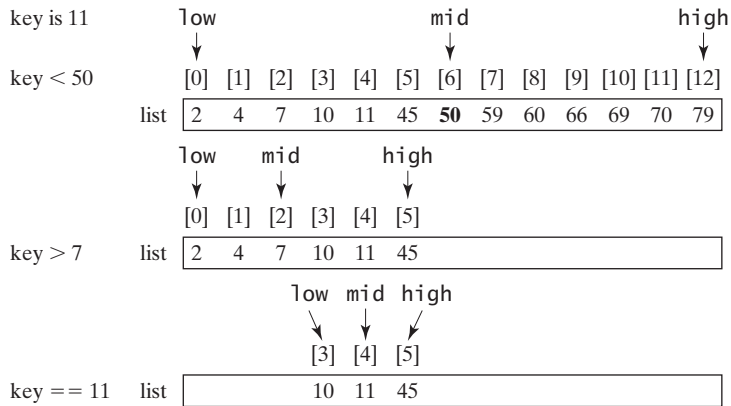 key is 11 low mid high
key < 50 [0] [1] [2] [3] [4] [5] [6] [7] [8] [9] [10] [11] [12]
list 2 4 7 10 11 45 50 59 60 66 69 70 79
low mid high
[0] [1] [2] [3] [4] [5]
key > 7 list 2 4 7 10 11 45
low mid high
[3] [4] [5]
key == 11 list 10 11 45